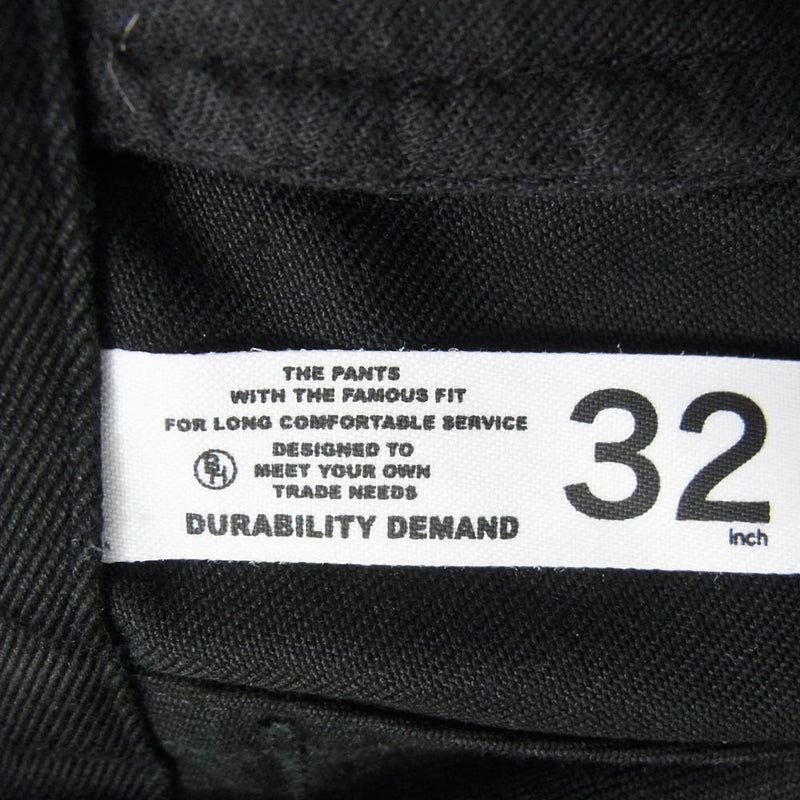 THE PANTS
WITH THE FAMOUS FIT
FOR LONG COMFORTABLE SERVICE
DESIGNED TO
MEET YOUR OWN
TRADE NEEDS
DURABILITY DEMAND
32
inch